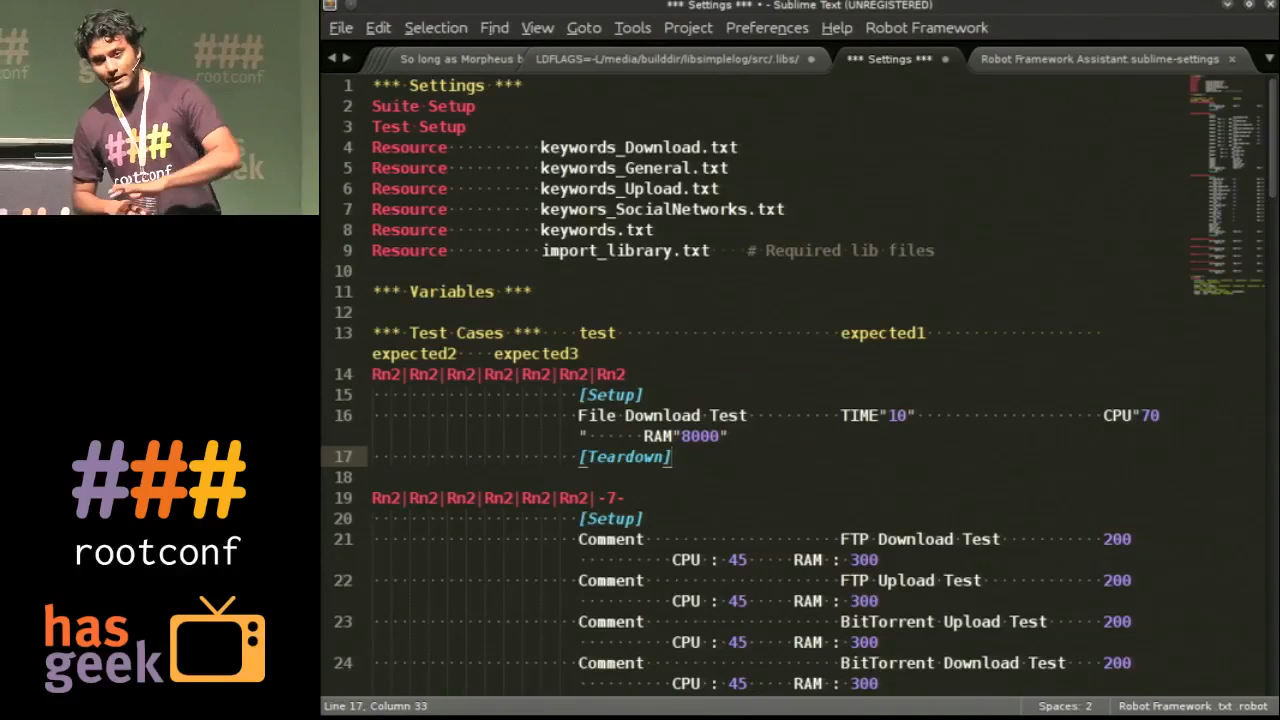 ###
rootconf
###
rootconf
geek
*** Settings *** • - Sublime Text (UNREGISTERED)
File Edit Selection Find View Goto Tools Project Preferences Help Robot Framework
So long as Morpheus b LDFLAGS=-L/media/builddir/libsimplelog/src/.libs/ *** Settings *** Robot Framework Assistant.sublime-settings ×
1 *** Settings ***
2 Suite Setup
3 Test Setup
4 Resource keywords_Download.txt
5 Resource keywords_General.txt
6 Resource keywords_Upload.txt
7 Resource keywors_SocialNetworks.txt
8 Resource keywords.txt
9 Resource import_library.txt # Required lib files
10
11 *** Variables ***
12
13 *** Test Cases *** test expected1
expected2 expected3
14 Rn2|Rn2|Rn2|Rn2|Rn2|Rn2|Rn2
15 [Setup]
16 File Download Test TIME"10" CPU"70
" RAM"8000"
17 [Teardown]
18
19 Rn2|Rn2|Rn2|Rn2|Rn2|Rn2|-7-
20 [Setup]
21 Comment FTP Download Test 200
CPU : 45 RAM : 300
22 Comment FTP Upload Test 200
CPU : 45 RAM : 300
23 Comment BitTorrent Upload Test 200
CPU : 45 RAM : 300
24 Comment BitTorrent Download Test 200
CPU : 45 RAM : 300
Line 17, Column 33 Spaces: 2 Robot Framework .txt .robot
###
rootconf
has
geek